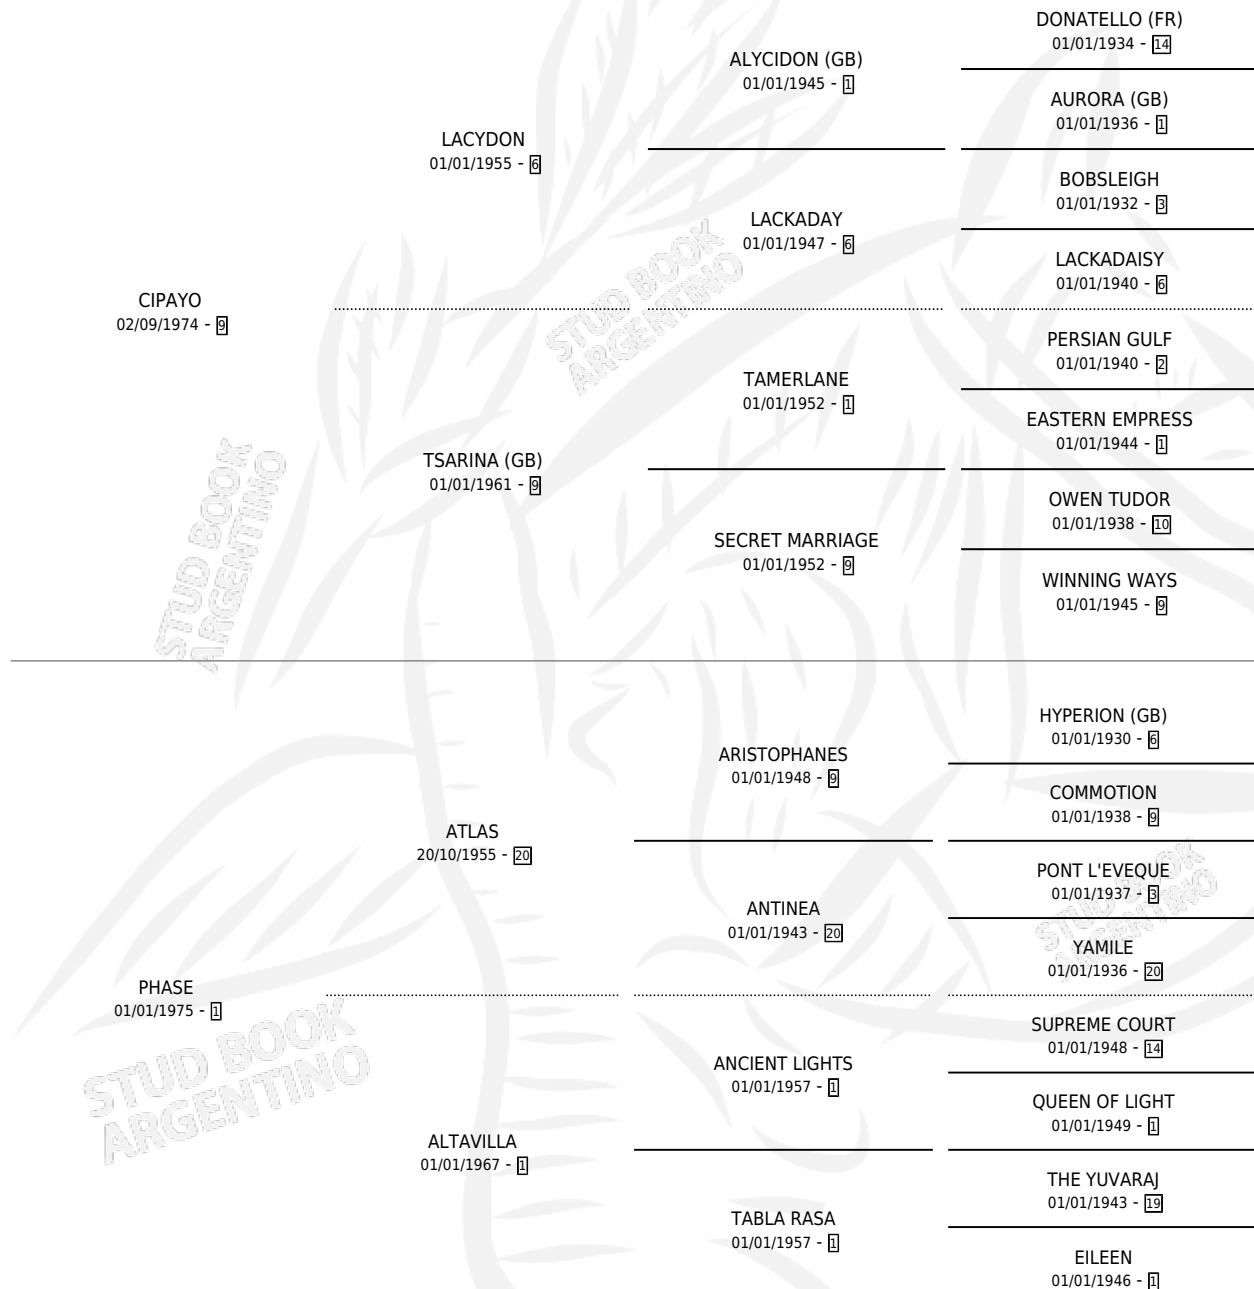 DONATELLO (FR)
01/01/1934 - 14
ALYCIDON (GB)
01/01/1945 - 1
AURORA (GB)
01/01/1936 - 1
LACYDON
01/01/1955 - 6
BOBSLEIGH
01/01/1932 - 3
LACKADAY
01/01/1947 - 6
LACKADAISY
01/01/1940 - 6
CIPAYO
02/09/1974 - 9
PERSIAN GULF
01/01/1940 - 2
TAMERLANE
01/01/1952 - 1
EASTERN EMPRESS
01/01/1944 - 1
TSARINA (GB)
01/01/1961 - 9
OWEN TUDOR
01/01/1938 - 10
SECRET MARRIAGE
01/01/1952 - 9
WINNING WAYS
01/01/1945 - 9
HYPERION (GB)
01/01/1930 - 6
ARISTOPHANES
01/01/1948 - 9
COMMOTION
01/01/1938 - 9
ATLAS
20/10/1955 - 20
PONT L'EVEQUE
01/01/1937 - 3
ANTINEA
01/01/1943 - 20
YAMILE
01/01/1936 - 20
PHASE
01/01/1975 - 1
SUPREME COURT
01/01/1948 - 14
ANCIENT LIGHTS
01/01/1957 - 1
QUEEN OF LIGHT
01/01/1949 - 1
ALTAVILLA
01/01/1967 - 1
THE YUVARAJ
01/01/1943 - 19
TABLA RASA
01/01/1957 - 1
EILEEN
01/01/1946 - 1
STUD BOOK
ARGENTINO
STUD BOOK
ARGENTINO
STUD BOOK
ARGENTINO
STUD BOOK
ARGENTINO